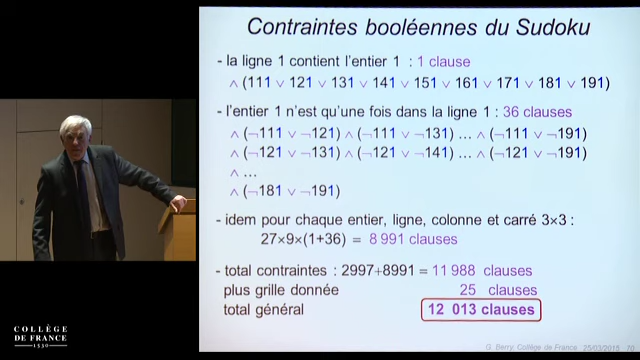 Contraintes booléennes du Sudoku
- la ligne 1 contient l'entier 1 : 1 clause
∧ (111 ∨ 121 ∨ 131 ∨ 141 ∨ 151 ∨ 161 ∨ 171 ∨ 181 ∨ 191)
- l'entier 1 n'est qu'une fois dans la ligne 1 : 36 clauses
∧ (¬111 ∨ ¬121) ∧ (¬111 ∨ ¬131) ... ∧ (¬111 ∨ ¬191)
∧ (¬121 ∨ ¬131) ∧ (¬121 ∨ ¬141) ... ∧ (¬121 ∨ ¬191)
∧ ...
∧ (¬181 ∨ ¬191)
- idem pour chaque entier, ligne, colonne et carré 3×3 :
27×9×(1+36) = 8 991 clauses
- total contraintes : 2997+8991 = 11 988 clauses
plus grille donnée 25 clauses
total général 12 013 clauses
G. Berry, Collège de France 25/03/2015 - 70
COLLÈGE
DE FRANCE
1530